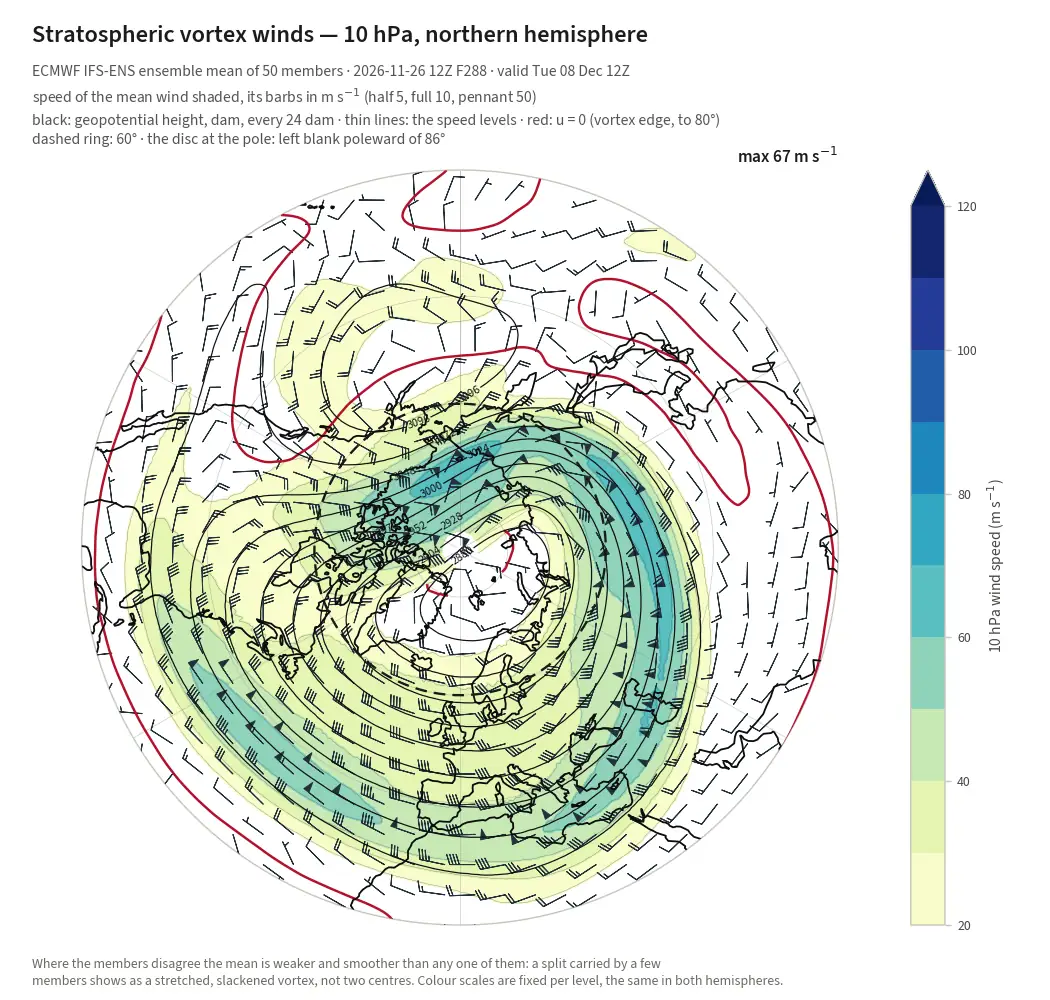 Stratospheric vortex winds — 10 hPa, northern hemisphere
ECMWF IFS-ENS ensemble mean of 50 members · 2026-11-26 12Z F288 · valid Tue 08 Dec 12Z
speed of the mean wind shaded, its barbs in m s⁻¹ (half 5, full 10, pennant 50)
black: geopotential height, dam, every 24 dam · thin lines: the speed levels · red: u = 0 (vortex edge, to 80°)
dashed ring: 60° · the disc at the pole: left blank poleward of 86°
max 67 m s⁻¹
120
100
80
60
40
20
10 hPa wind speed (m s⁻¹)
3000
2928
Where the members disagree the mean is weaker and smoother than any one of them: a split carried by a few
members shows as a stretched, slackened vortex, not two centres. Colour scales are fixed per level, the same in both hemispheres.